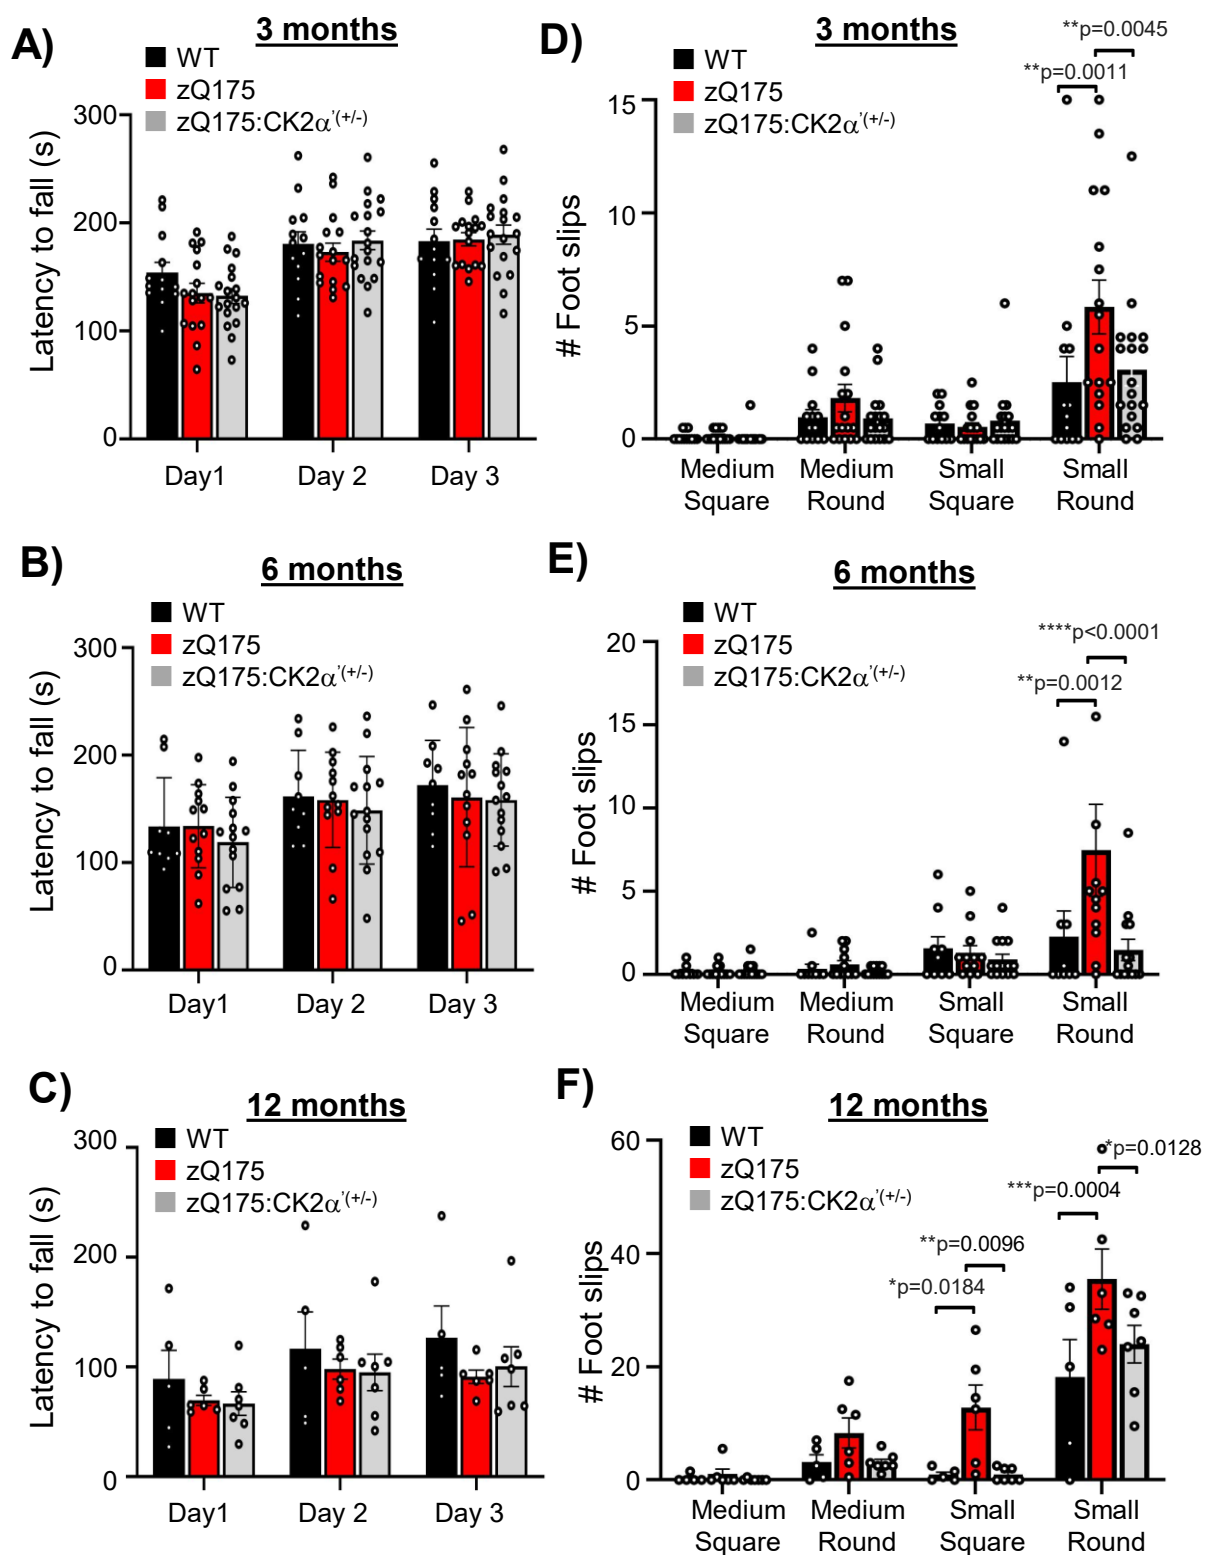 A)
3 months
WT
zQ175
zQ175:CK2α'(+/-)
Latency to fall (s)
300
200
100
0
Day1
Day 2
Day 3
D)
3 months
WT
zQ175
zQ175:CK2α'(+/-)
**p=0.0045
**p=0.0011
# Foot slips
15
10
5
0
Medium Square
Medium Round
Small Square
Small Round
B)
6 months
WT
zQ175
zQ175:CK2α'(+/-)
Latency to fall (s)
300
200
100
0
Day1
Day 2
Day 3
E)
6 months
WT
zQ175
zQ175:CK2α'(+/-)
****p<0.0001
**p=0.0012
# Foot slips
20
15
10
5
0
Medium Square
Medium Round
Small Square
Small Round
C)
12 months
WT
zQ175
zQ175:CK2α'(+/-)
Latency to fall (s)
300
200
100
0
Day1
Day 2
Day 3
F)
12 months
WT
zQ175
zQ175:CK2α'(+/-)
*p=0.0128
***p=0.0004
**p=0.0096
*p=0.0184
# Foot slips
60
40
20
0
Medium Square
Medium Round
Small Square
Small Round